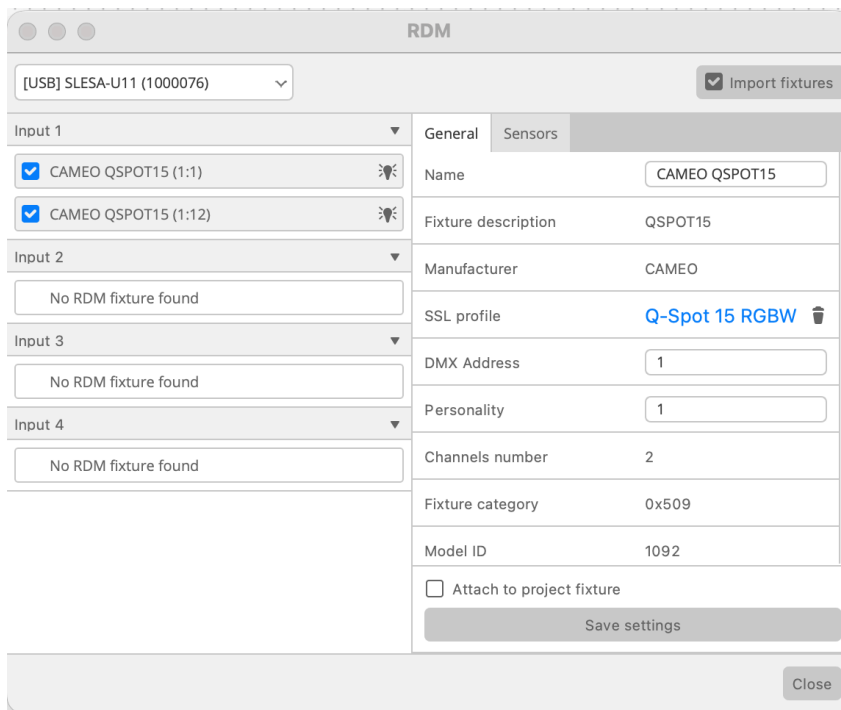 RDM
[USB] SLESA-U11 (1000076)
Import fixtures
Input 1
CAMEO QSPOT15 (1:1)
CAMEO QSPOT15 (1:12)
Input 2
No RDM fixture found
Input 3
No RDM fixture found
Input 4
No RDM fixture found
General Sensors
Name CAMEO QSPOT15
Fixture description QSPOT15
Manufacturer CAMEO
SSL profile Q-Spot 15 RGBW
DMX Address 1
Personality 1
Channels number 2
Fixture category 0x509
Model ID 1092
Attach to project fixture
Save settings
Close